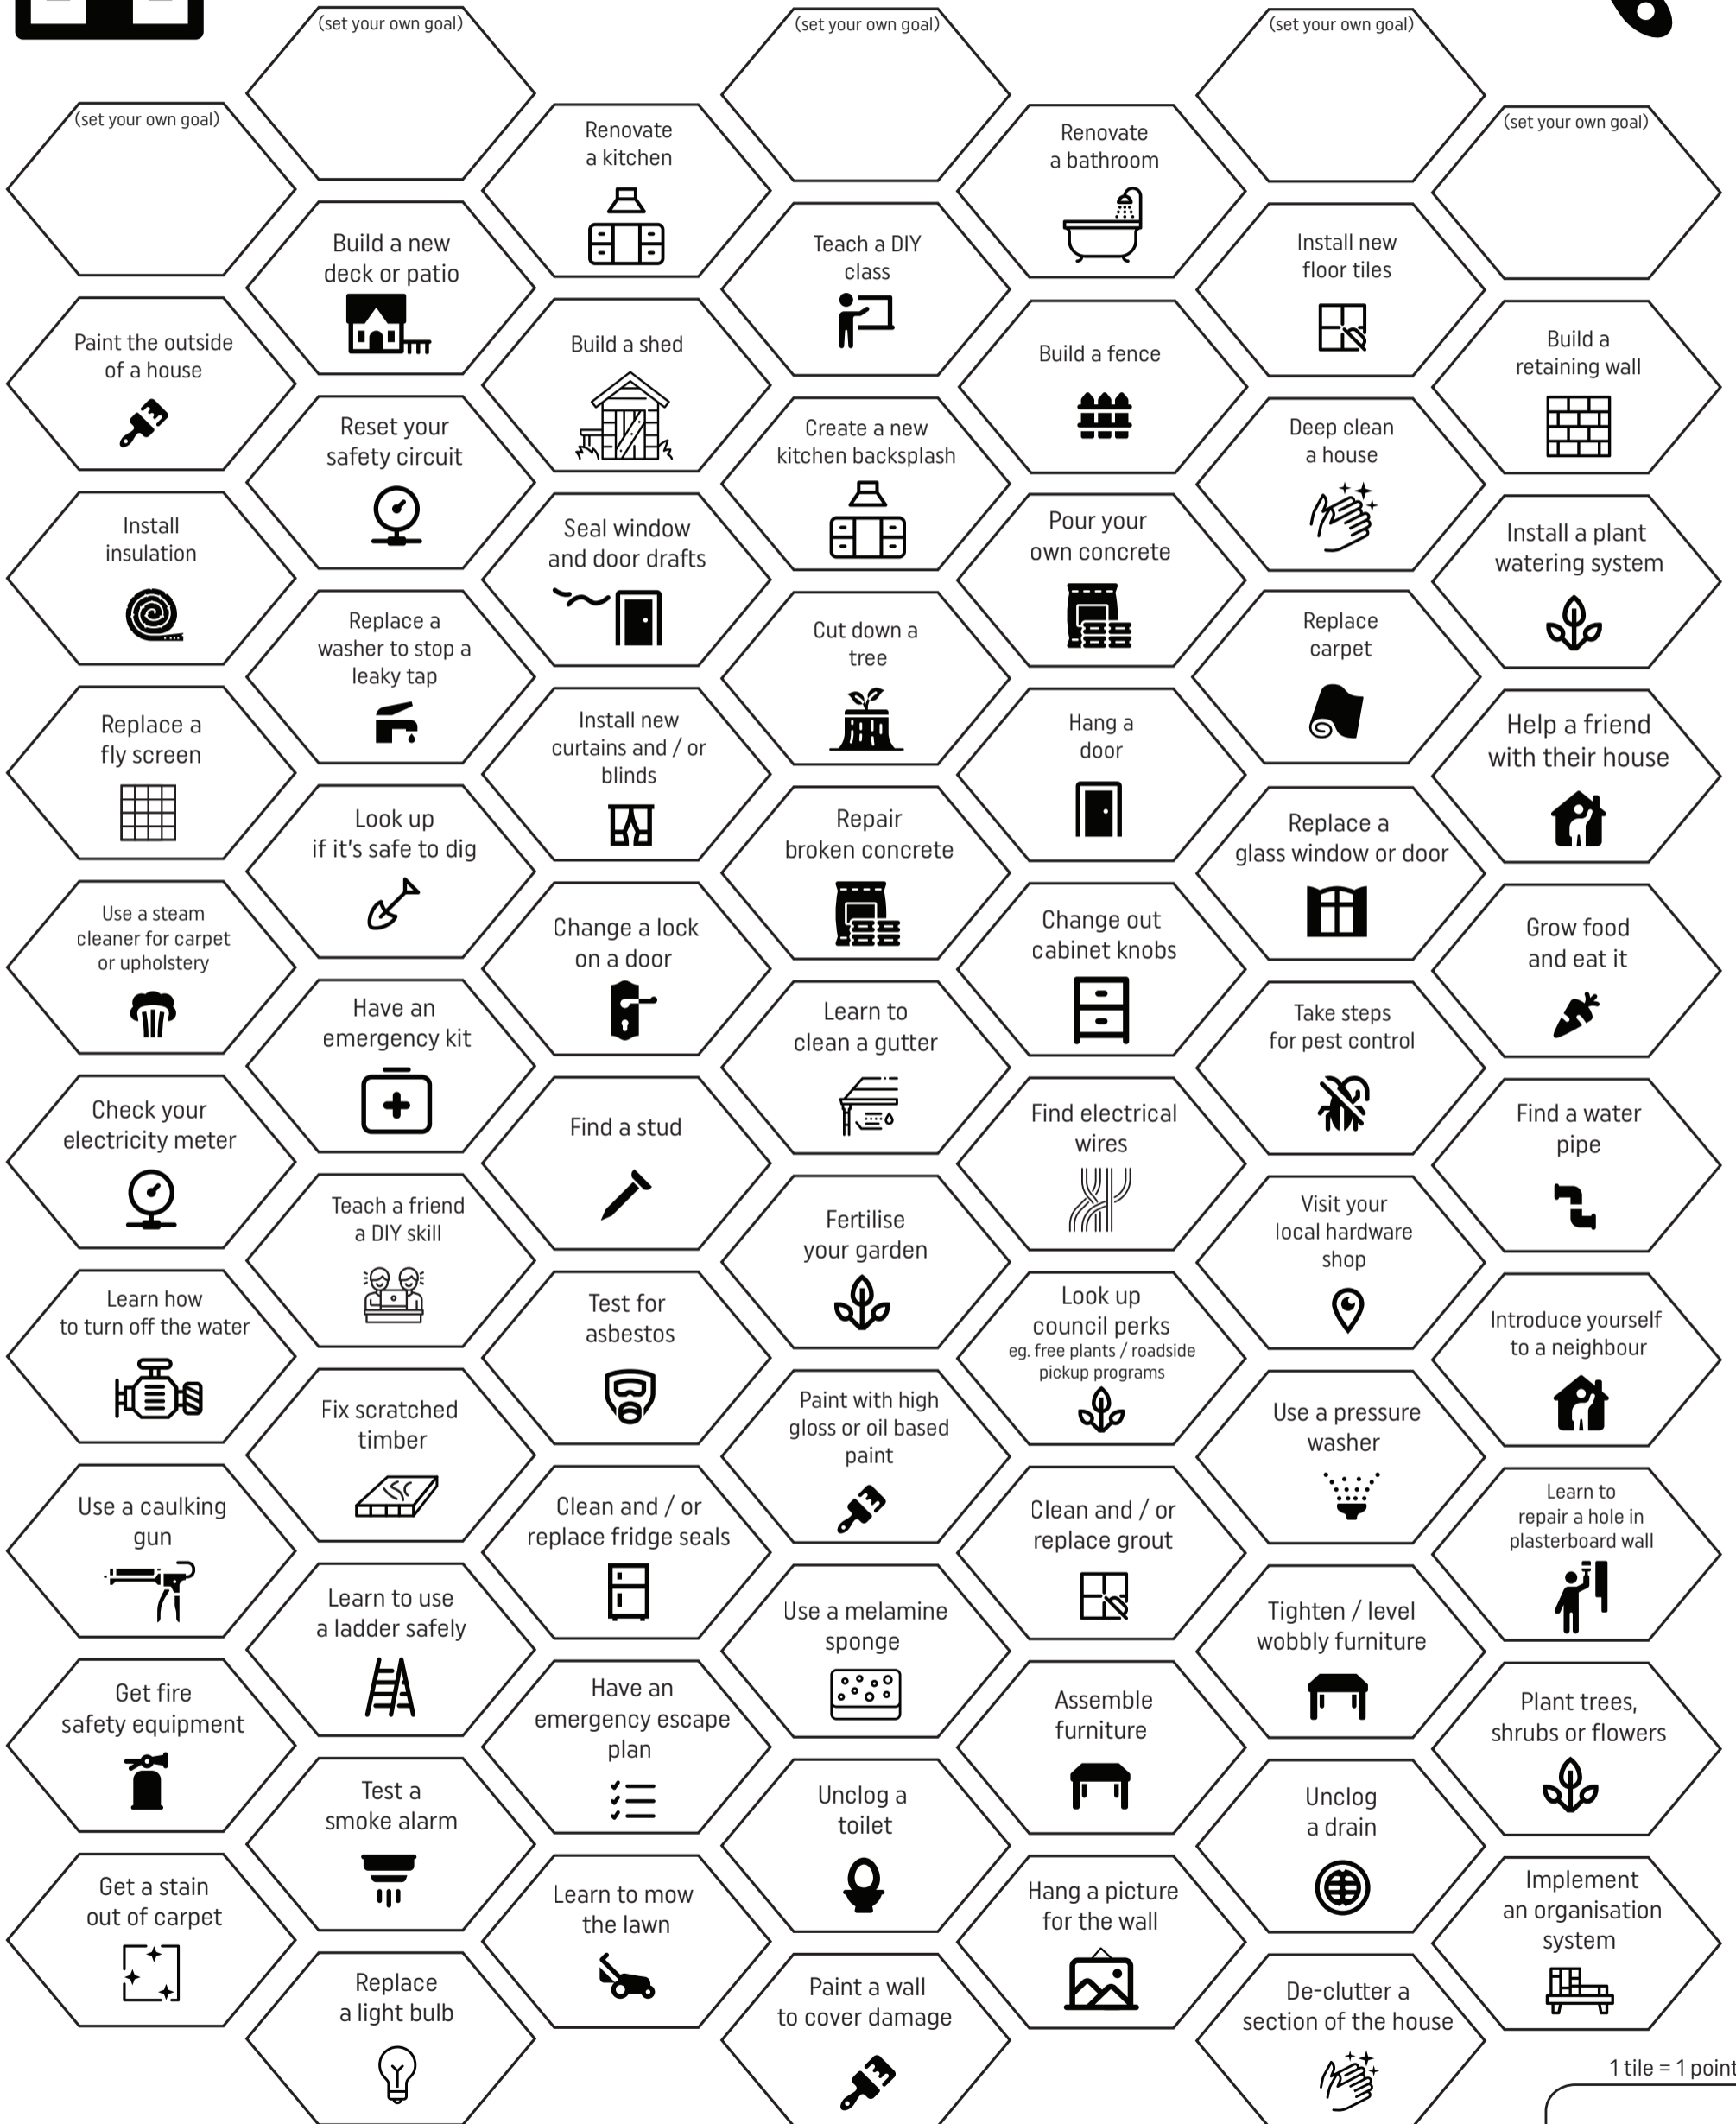 (set your own goal)
(set your own goal)
(set your own goal)
(set your own goal)
(set your own goal)
Renovate
a kitchen
Renovate
a bathroom
Build a new
deck or patio
Teach a DIY
class
Install new
floor tiles
Paint the outside
of a house
Build a shed
Build a fence
Build a
retaining wall
Reset your
safety circuit
Create a new
kitchen backsplash
Deep clean
a house
Install
insulation
Seal window
and door drafts
Pour your
own concrete
Install a plant
watering system
Replace a
washer to stop a
leaky tap
Cut down a
tree
Replace
carpet
Replace a
fly screen
Install new
curtains and / or
blinds
Hang a
door
Help a friend
with their house
Look up
if it's safe to dig
Repair
broken concrete
Replace a
glass window or door
Use a steam
cleaner for carpet
or upholstery
Change a lock
on a door
Change out
cabinet knobs
Grow food
and eat it
Have an
emergency kit
Learn to
clean a gutter
Take steps
for pest control
Check your
electricity meter
Find a stud
Find electrical
wires
Find a water
pipe
Teach a friend
a DIY skill
Fertilise
your garden
Visit your
local hardware
shop
Learn how
to turn off the water
Test for
asbestos
Look up
council perks
eg. free plants / roadside
pickup programs
Introduce yourself
to a neighbour
Fix scratched
timber
Paint with high
gloss or oil based
paint
Use a pressure
washer
Use a caulking
gun
Clean and / or
replace fridge seals
Clean and / or
replace grout
Learn to
repair a hole in
plasterboard wall
Learn to use
a ladder safely
Use a melamine
sponge
Tighten / level
wobbly furniture
Get fire
safety equipment
Have an
emergency escape
plan
Assemble
furniture
Plant trees,
shrubs or flowers
Test a
smoke alarm
Unclog a
toilet
Unclog
a drain
Get a stain
out of carpet
Learn to mow
the lawn
Hang a picture
for the wall
Implement
an organisation
system
Replace
a light bulb
Paint a wall
to cover damage
De-clutter a
section of the house
1 tile = 1 point